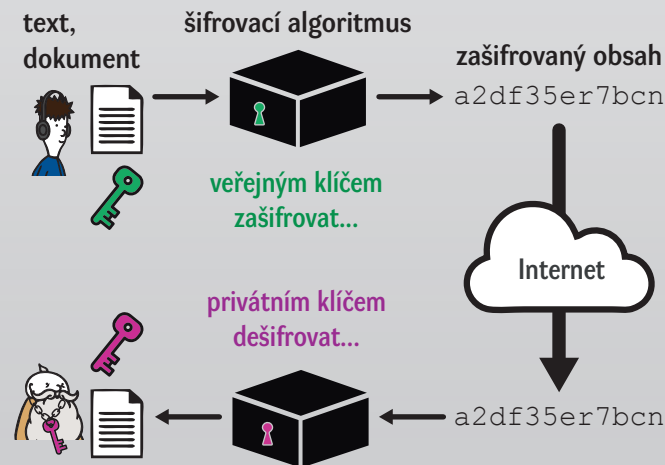 text,
dokument
šifrovací algoritmus
zašifrovaný obsah
a2df35er7bcn
veřejným klíčem
zašifrovat...
Internet
privátním klíčem
dešifrovat...
a2df35er7bcn